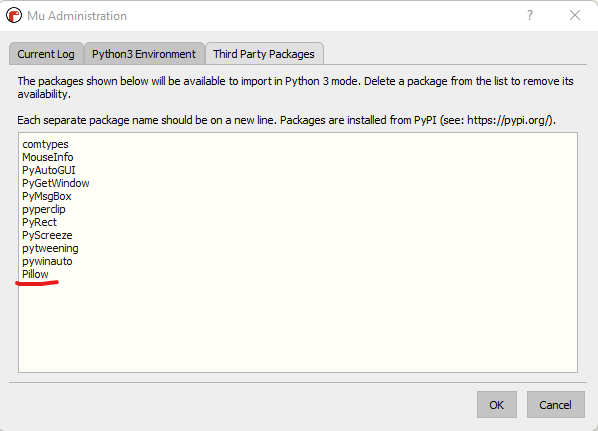 Mu Administration
Current Log
Python3 Environment
Third Party Packages
The packages shown below will be available to import in Python 3 mode. Delete a package from the list to remove its
availability.
Each separate package name should be on a new line. Packages are installed from PyPI (see: https://pypi.org/).
comtypes
MouseInfo
PyAutoGUI
PyGetWindow
PyMsgBox
pyperclip
PyRect
PyScreeze
pytweening
pywinauto
Pillow
OK
Cancel